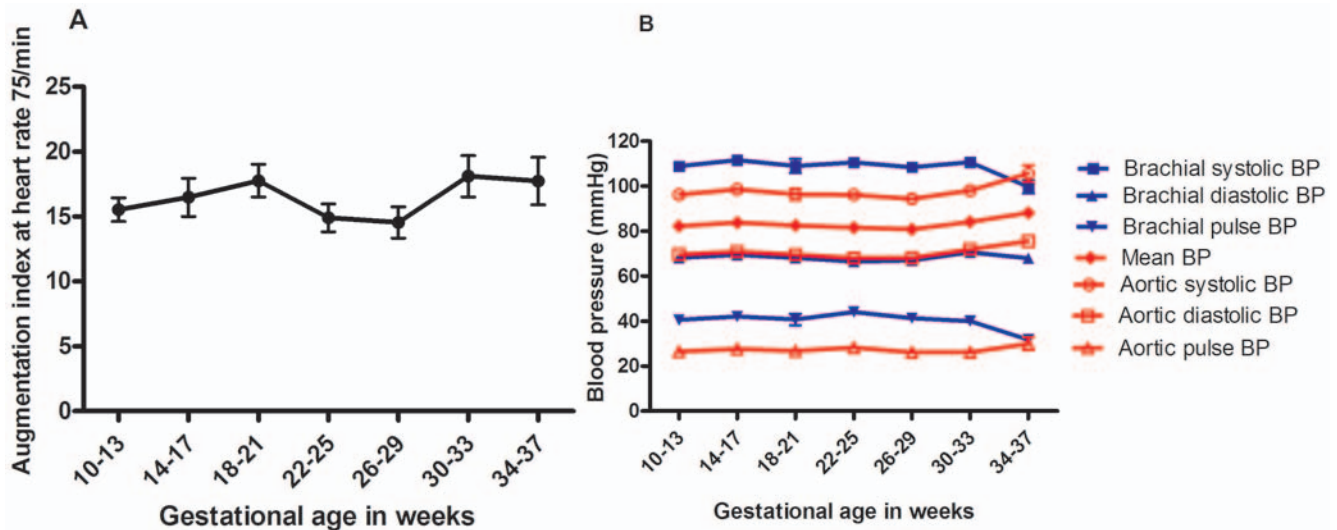 A
Augmentation index at heart rate 75/min
25
20
15
10
5
0
10-13
14-17
18-21
22-25
26-29
30-33
34-37
Gestational age in weeks
B
Blood pressure (mmHg)
120
100
80
60
40
20
0
10-13
14-17
18-21
22-25
26-29
30-33
34-37
Gestational age in weeks
Brachial systolic BP
Brachial diastolic BP
Brachial pulse BP
Mean BP
Aortic systolic BP
Aortic diastolic BP
Aortic pulse BP